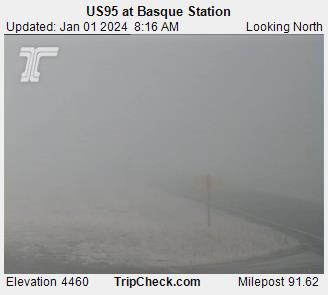 US95 at Basque Station
Updated: Jan 01 2024 8:16 AM Looking North
Elevation 4460 TripCheck.com Milepost 91.62